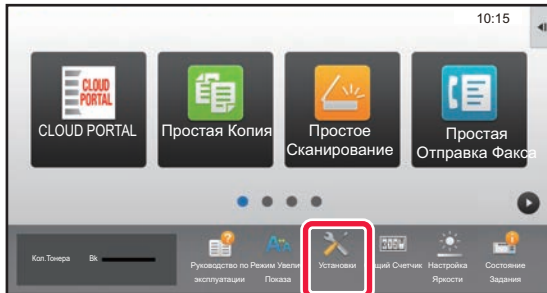 10:15
CLOUD
PORTAL
CLOUD PORTAL
Простая Копия
Простое
Сканирование
Простая
Отправка Факса
Кол.Тонера Bk
Руководство по
эксплуатации
Режим Увели
Показа
Установки
щий Счетчик
Настройка
Яркости
Состояние
Задания